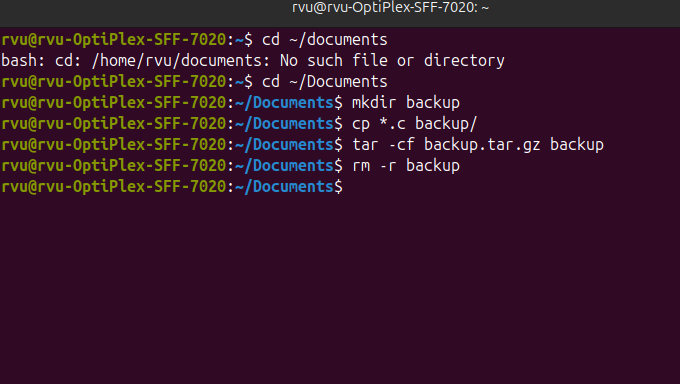 rvu@rvu-OptiPlex-SFF-7020: ~
rvu@rvu-OptiPlex-SFF-7020:~$ cd ~/documents
bash: cd: /home/rvu/documents: No such file or directory
rvu@rvu-OptiPlex-SFF-7020:~$ cd ~/Documents
rvu@rvu-OptiPlex-SFF-7020:~/Documents$ mkdir backup
rvu@rvu-OptiPlex-SFF-7020:~/Documents$ cp *.c backup/
rvu@rvu-OptiPlex-SFF-7020:~/Documents$ tar -cf backup.tar.gz backup
rvu@rvu-OptiPlex-SFF-7020:~/Documents$ rm -r backup
rvu@rvu-OptiPlex-SFF-7020:~/Documents$